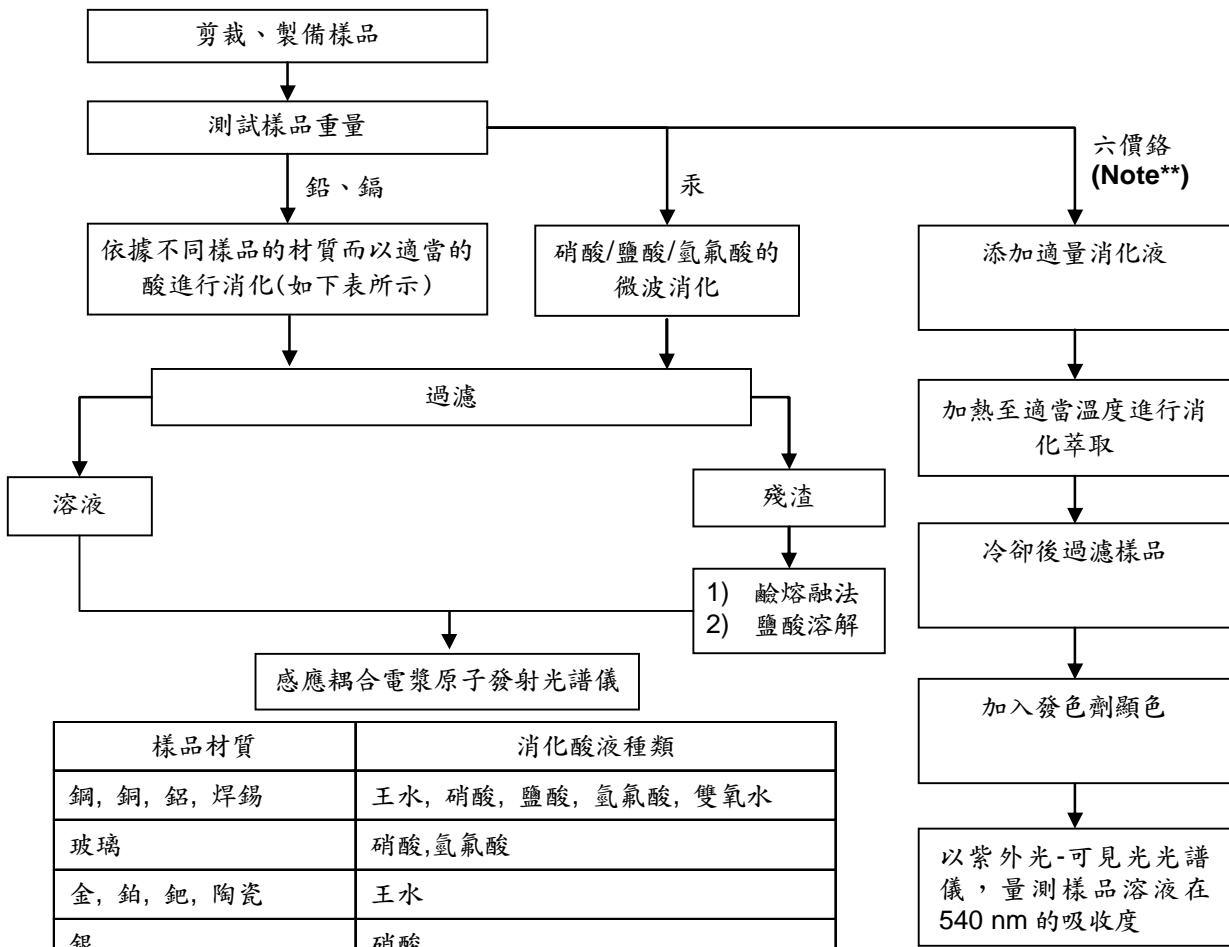 剪裁、製備樣品
測試樣品重量
鉛、鎘
汞
六價鉻
(Note**)
依據不同樣品的材質而以適當的
酸進行消化(如下表所示)
硝酸/鹽酸/氫氟酸的
微波消化
添加適量消化液
過濾
加熱至適當溫度進行消
化萃取
溶液
殘渣
冷卻後過濾樣品
1) 鹼熔融法
2) 鹽酸溶解
感應耦合電漿原子發射光譜儀
加入發色劑顯色
樣品材質 消化酸液種類
鋼, 銅, 鋁, 焊錫 王水, 硝酸, 鹽酸, 氫氟酸, 雙氧水
玻璃 硝酸,氫氟酸
金, 鉑, 鈀, 陶瓷 王水
銀 硝酸
以紫外光-可見光光譜
儀，量測樣品溶液在
540 nm 的吸收度